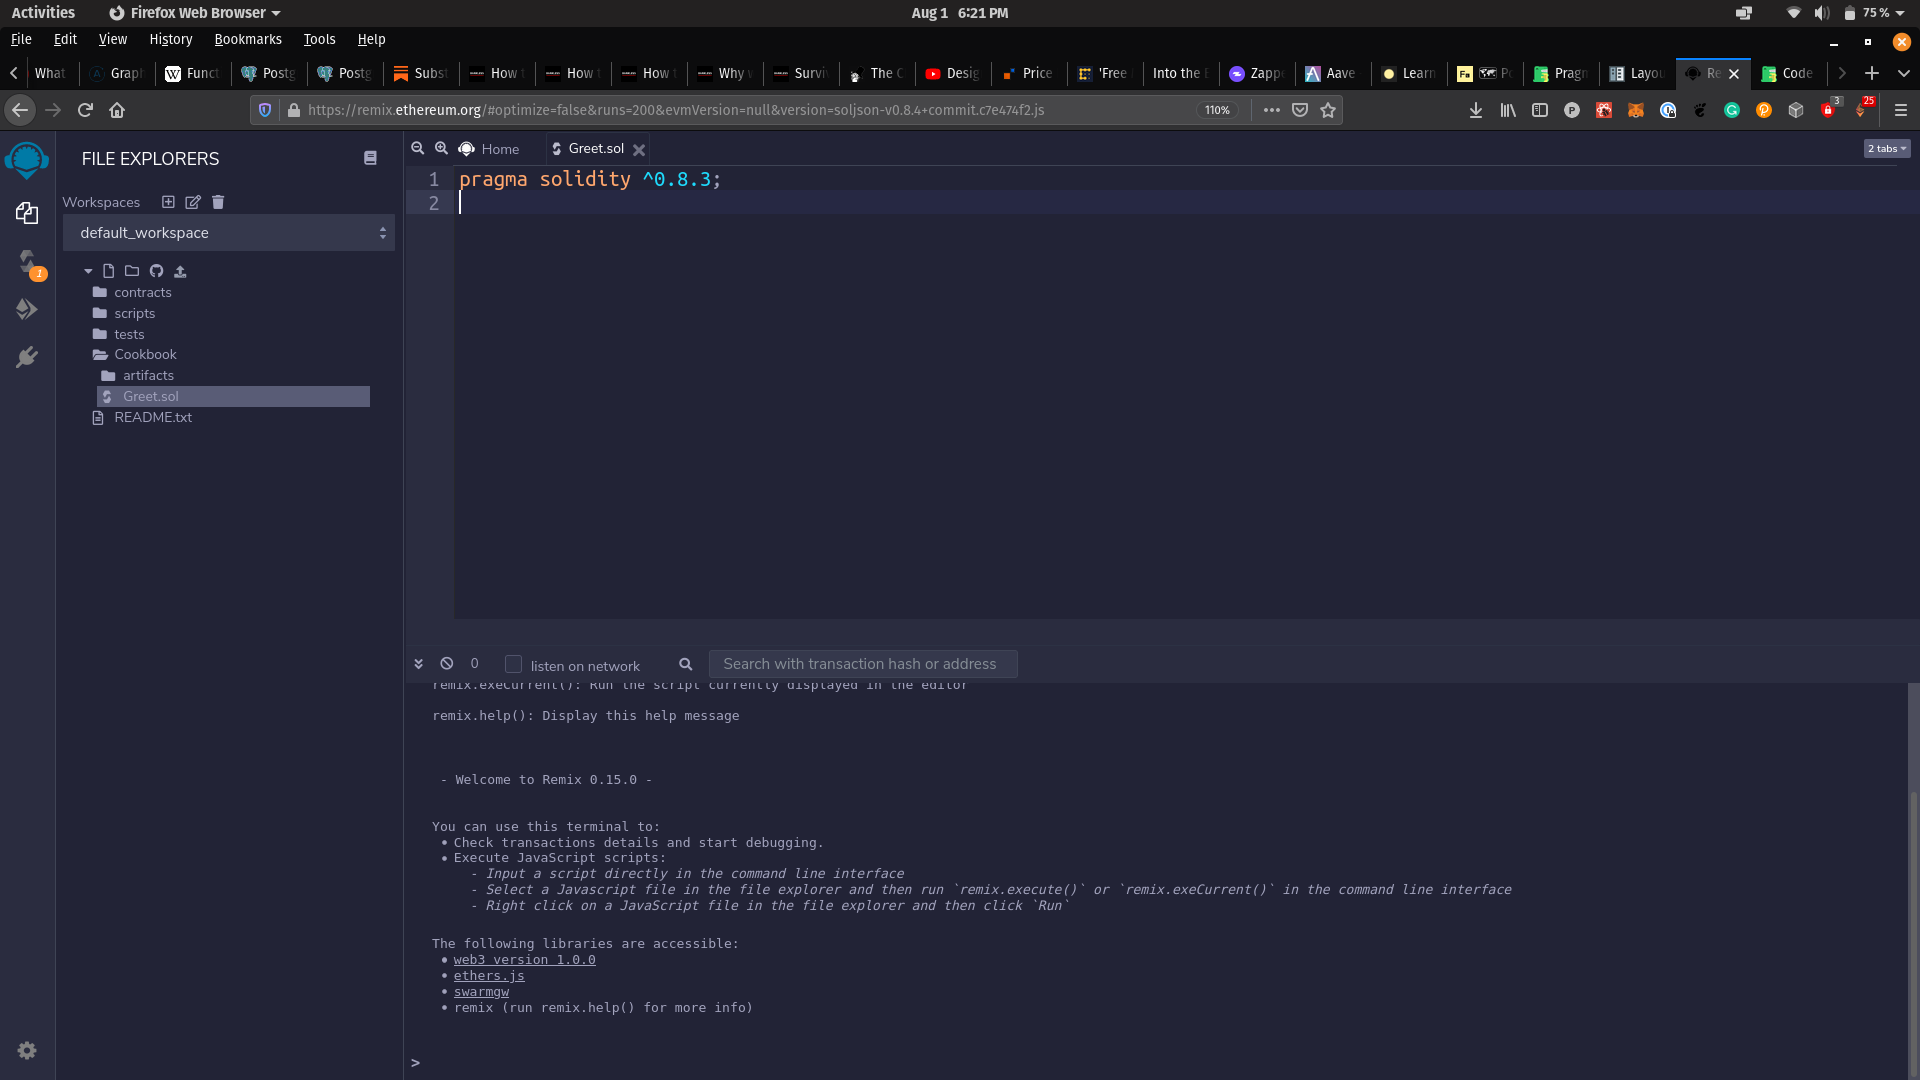 Activities Firefox Web Browser Aug 1 6:21 PM 75%
File Edit View History Bookmarks Tools Help
What Grap Funct Postg Postg Subst How How How Why Surviv The Desig Price 'Free Into the Zapp Aave Learn Fa Pragm Layou Re Code
https://remix.ethereum.org/#optimize=false&runs=200&evmVersion=null&version=soljson-v0.8.4+commit.c7e474f2.js 110% 3 25
FILE EXPLORERS
Home Greet.sol 2 tabs
Workspaces
default_workspace
1
contracts
scripts
tests
Cookbook
artifacts
Greet.sol
README.txt
1 pragma solidity ^0.8.3;
2
0 listen on network Search with transaction hash or address
remix.exeCurrent(): Run the script currently displayed in the editor
remix.help(): Display this help message
- Welcome to Remix 0.15.0 -
You can use this terminal to:
• Check transactions details and start debugging.
• Execute JavaScript scripts:
- Input a script directly in the command line interface
- Select a Javascript file in the file explorer and then run `remix.execute()` or `remix.exeCurrent()` in the command line interface
- Right click on a JavaScript file in the file explorer and then click `Run`
The following libraries are accessible:
• web3 version 1.0.0
• ethers.js
• swarmgw
• remix (run remix.help() for more info)
>